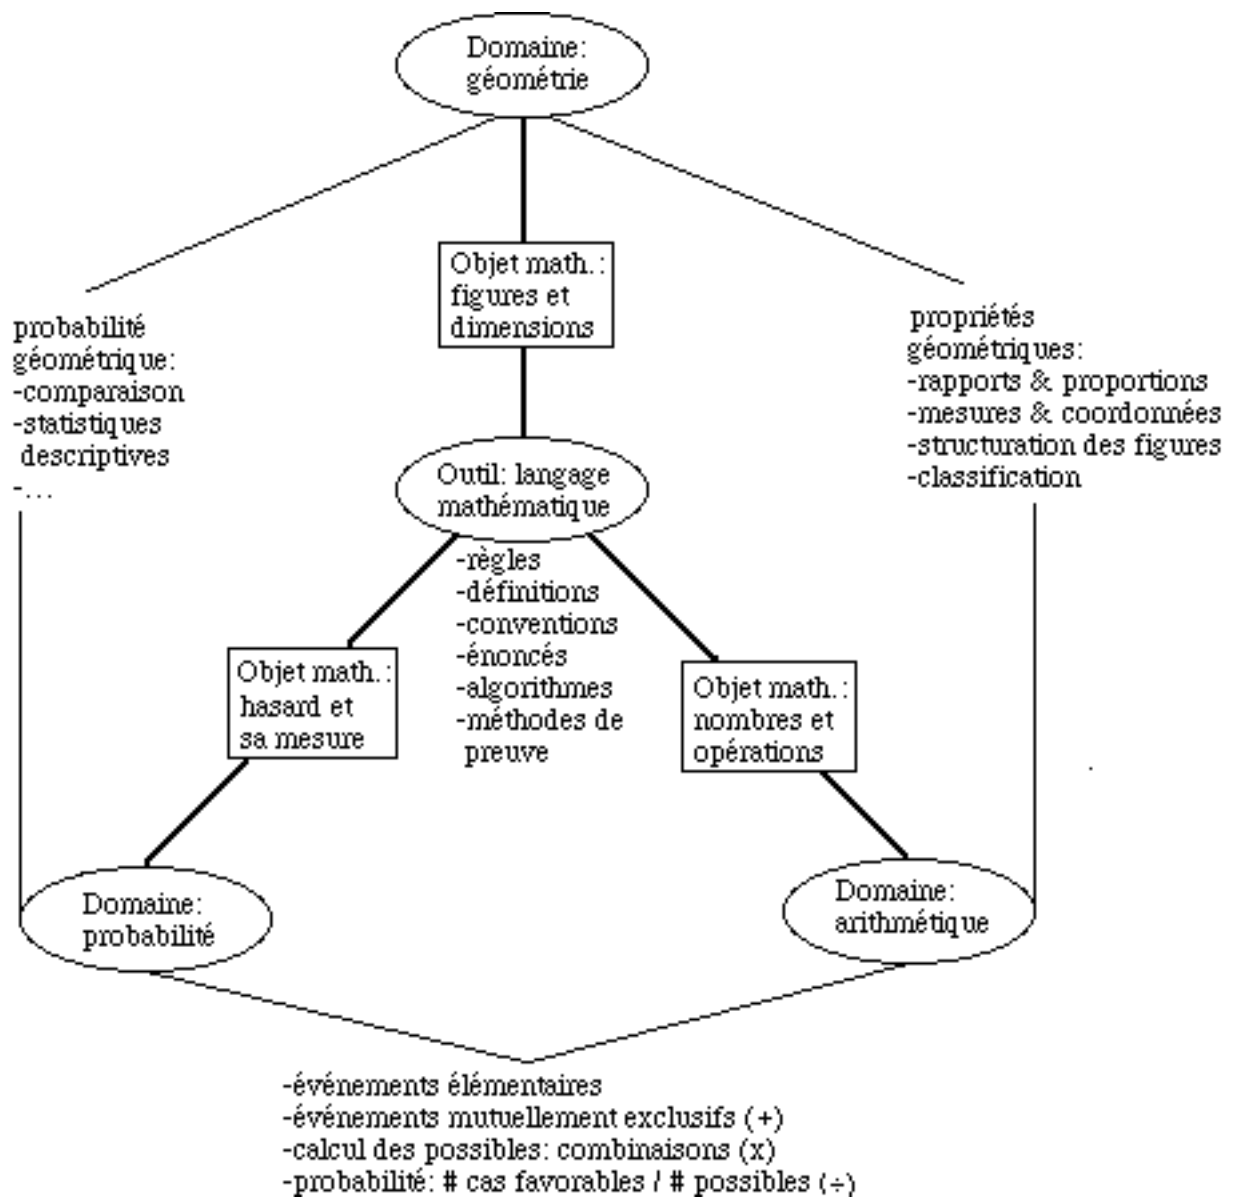 Domaine:
géométrie
Objet math.:
figures et
dimensions
probabilité
géométrique:
-comparaison
-statistiques
descriptives
-...
propriétés
géométriques:
-rapports & proportions
-mesures & coordonnées
-structuration des figures
-classification
Outil: langage
mathématique
-règles
-définitions
-conventions
-énoncés
-algorithmes
-méthodes de
preuve
Objet math.:
hasard et
sa mesure
Objet math.:
nombres et
opérations
Domaine:
probabilité
Domaine:
arithmétique
-événements élémentaires
-événements mutuellement exclusifs (+)
-calcul des possibles: combinaisons (x)
-probabilité: # cas favorables / # possibles (÷)